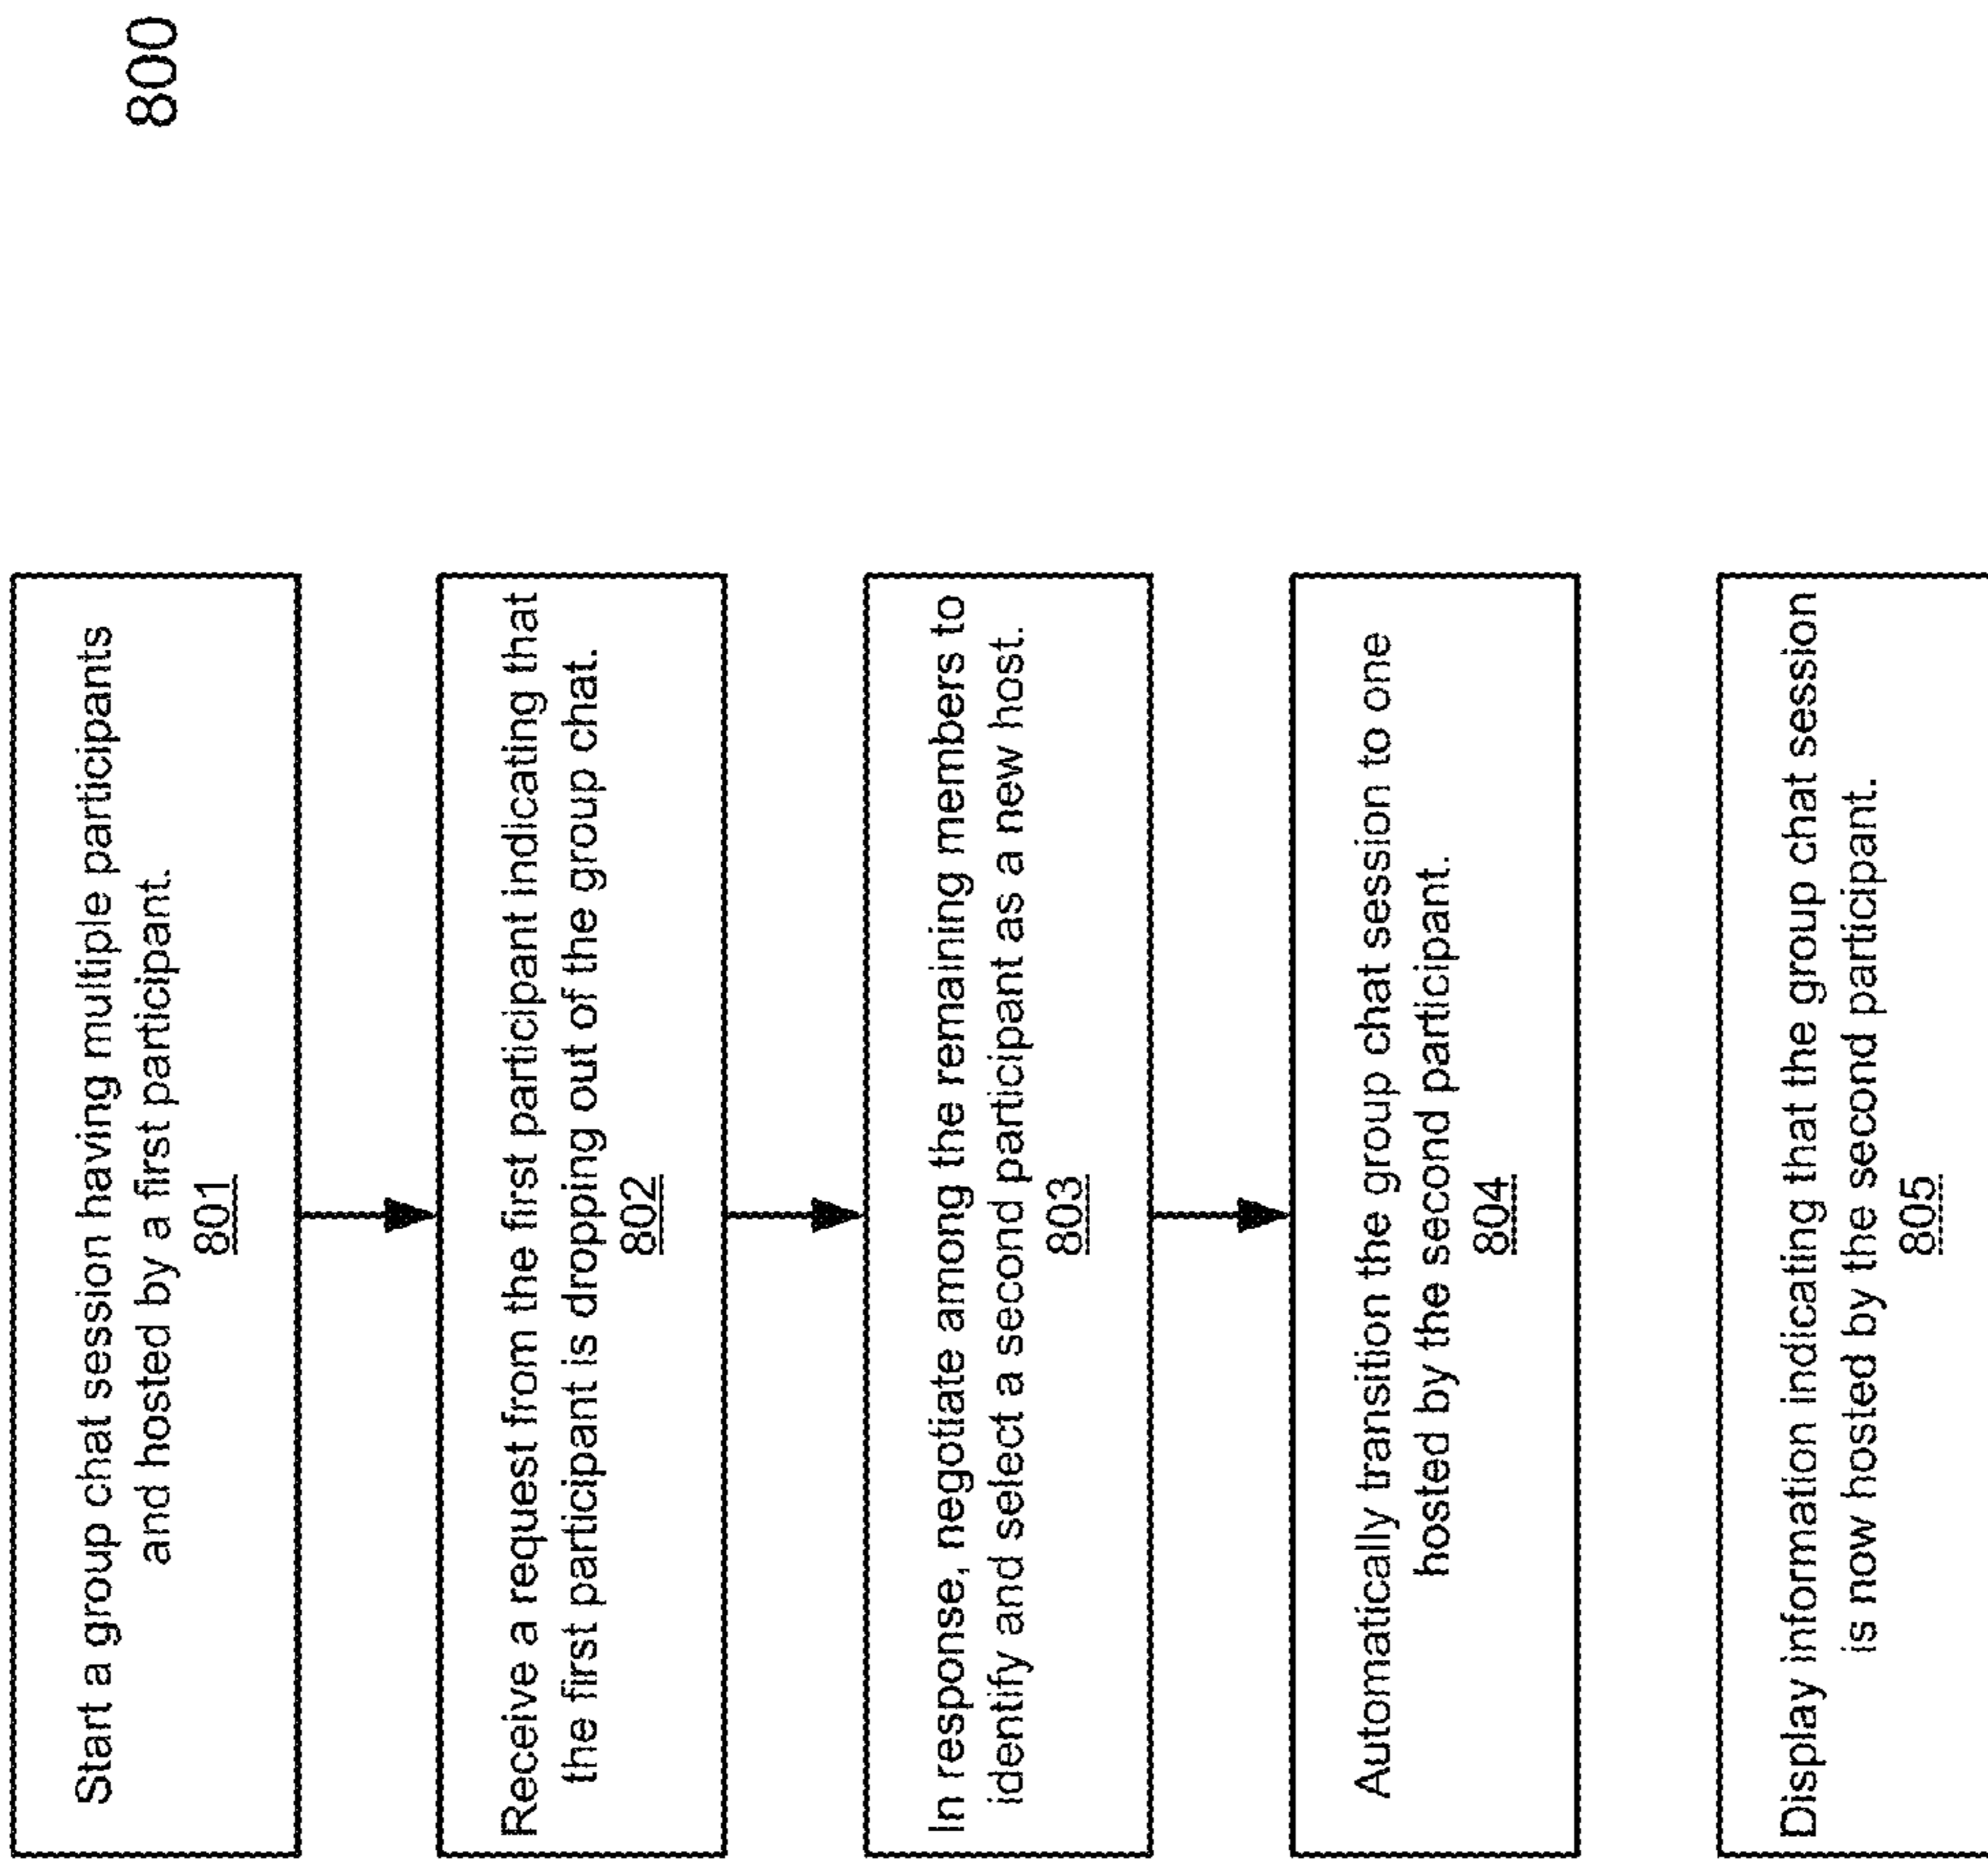 800
Start a group chat session having multiple participants
and hosted by a first participant.
801
Receive a request from the first participant indicating that
the first participant is dropping out of the group chat.
802
In response, negotiate among the remaining members to
identify and select a second participant as a new host.
803
Automatically transition the group chat session to one
hosted by the second participant.
804
Display information indicating that the group chat session
is now hosted by the second participant.
805